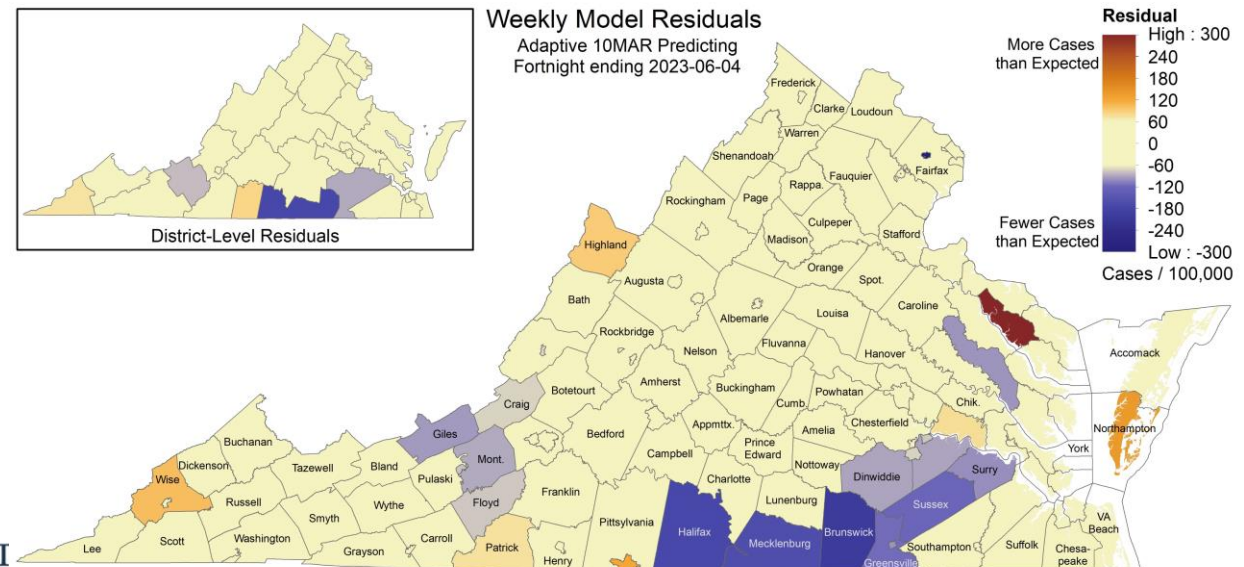 Weekly Model Residuals
Adaptive 10MAR Predicting
Fortnight ending 2023-06-04
District-Level Residuals
Residual
More Cases
than Expected
High : 300
240
180
120
60
0
-60
-120
-180
-240
Low : -300
Fewer Cases
than Expected
Cases / 100,000
Frederick
Clarke
Loudoun
Warren
Shenandoah
Fauquier
Fairfax
Rappa.
Page
Rockingham
Culpeper
Stafford
Madison
Highland
Orange
Augusta
Spot.
Bath
Caroline
Albemarle
Louisa
Rockbridge
Fluvanna
Accomack
Nelson
Hanover
Amherst
Buckingham
Botetourt
Powhatan
Craig
Cumb.
Chik.
Appmttx.
Chesterfield
Northampton
Giles
Bedford
Amelia
Buchanan
Prince
Edward
York
Mont.
Campbell
Dickenson
Tazewell
Bland
Nottoway
Dinwiddie
Surry
Wise
Pulaski
Charlotte
Franklin
Lunenburg
Russell
Wythe
Floyd
Sussex
Smyth
Pittsylvania
VA
Beach
Halifax
Brunswick
Scott
Washington
Carroll
Mecklenburg
Lee
Grayson
Patrick
Henry
Southampton
Suffolk
Chesa-
peake
Greensville